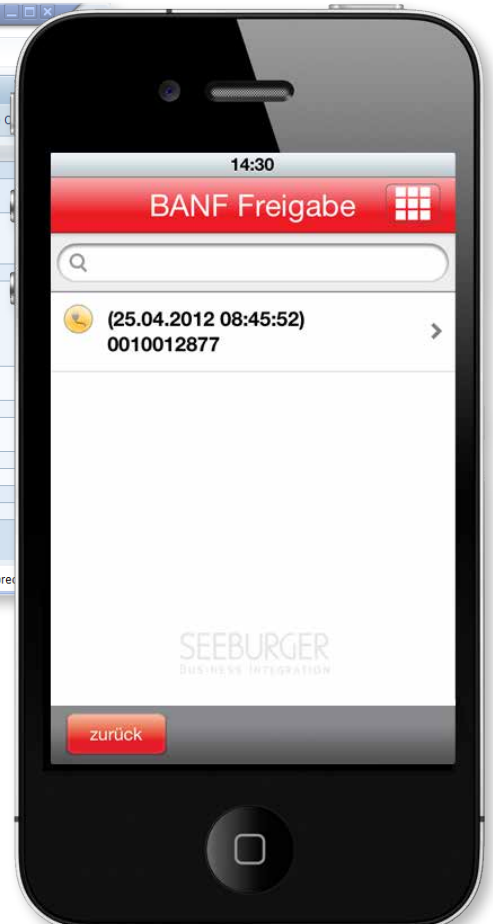 14:30
BANF Freigabe
(25.04.2012 08:45:52)
0010012877
SEEBURGER
BUSINESS INTEGRATION
zurück